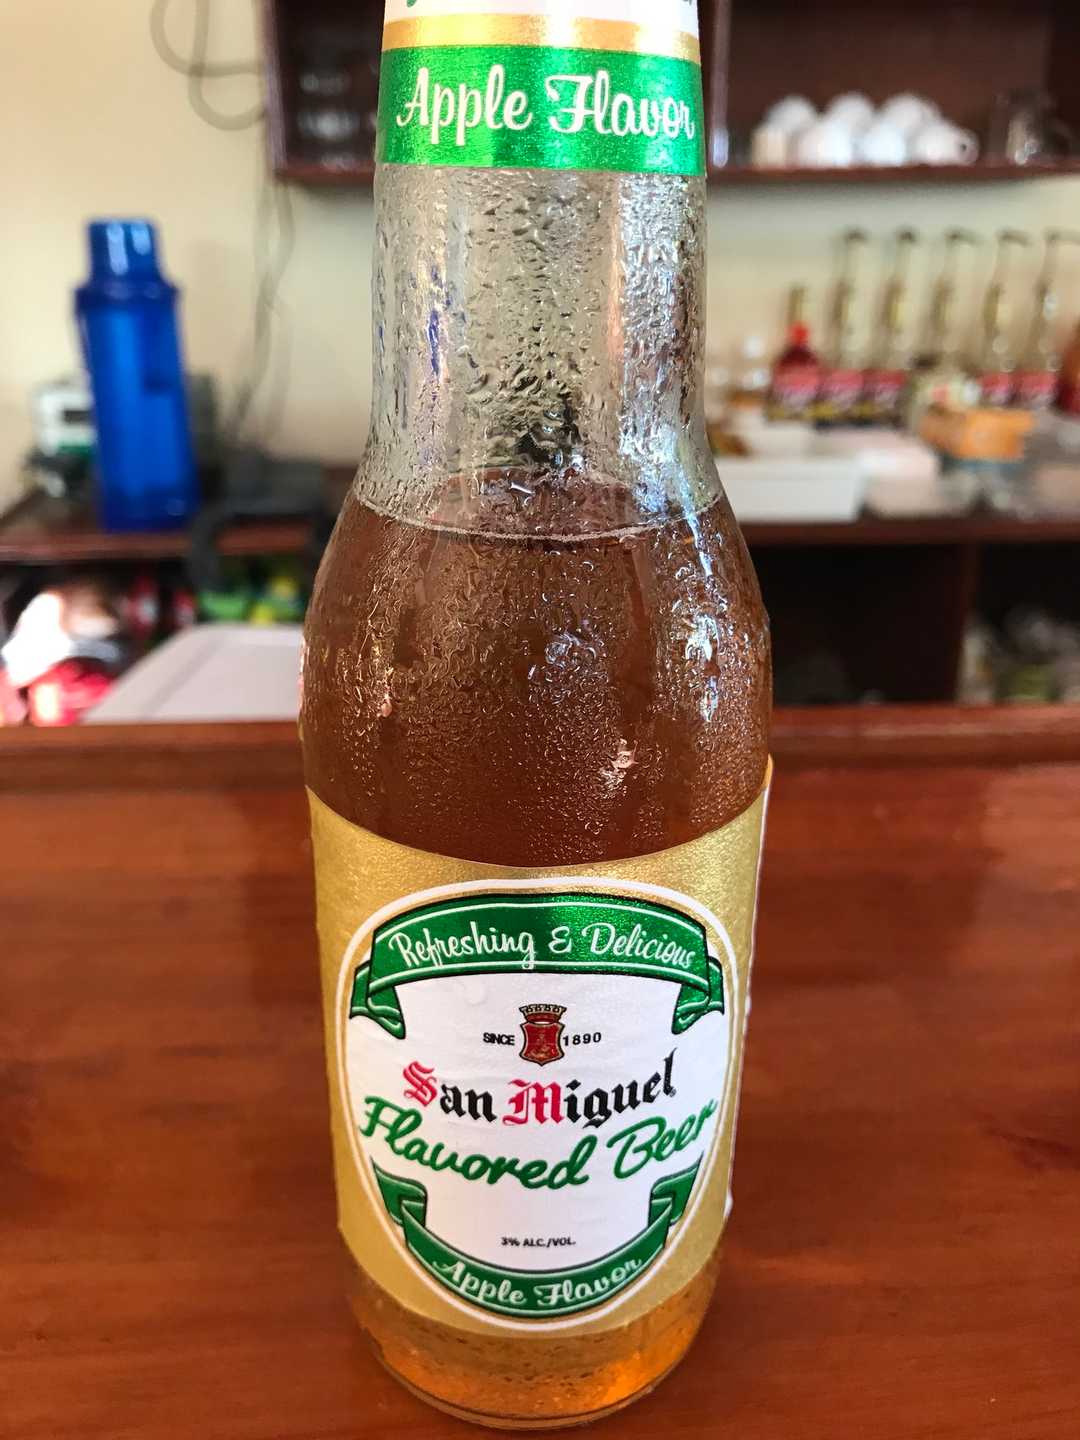 Apple Flavor
Refreshing & Delicious
SINCE 1890
San Miguel
Flavored Beer
3% ALC./VOL.
Apple Flavor